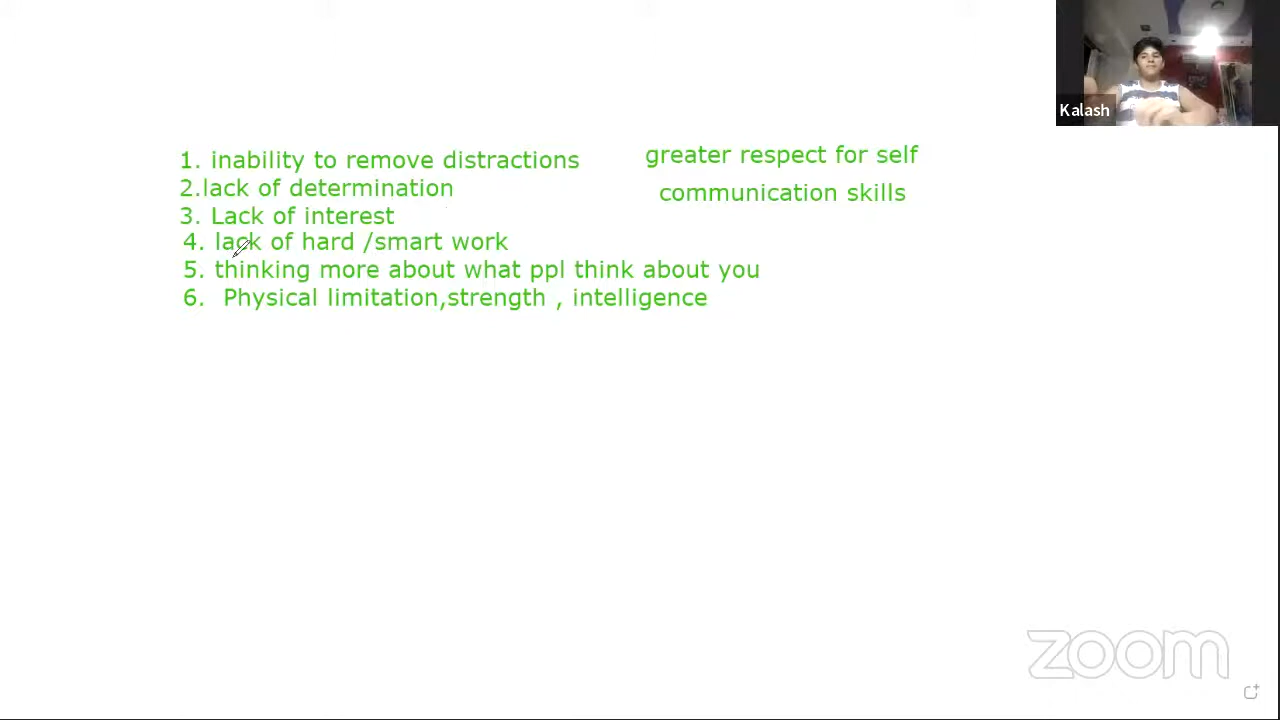 Kalash
1. inability to remove distractions
greater respect for self
2.lack of determination
communication skills
3. Lack of interest
4. lack of hard /smart work
5. thinking more about what ppl think about you
6. Physical limitation,strength , intelligence
zoom